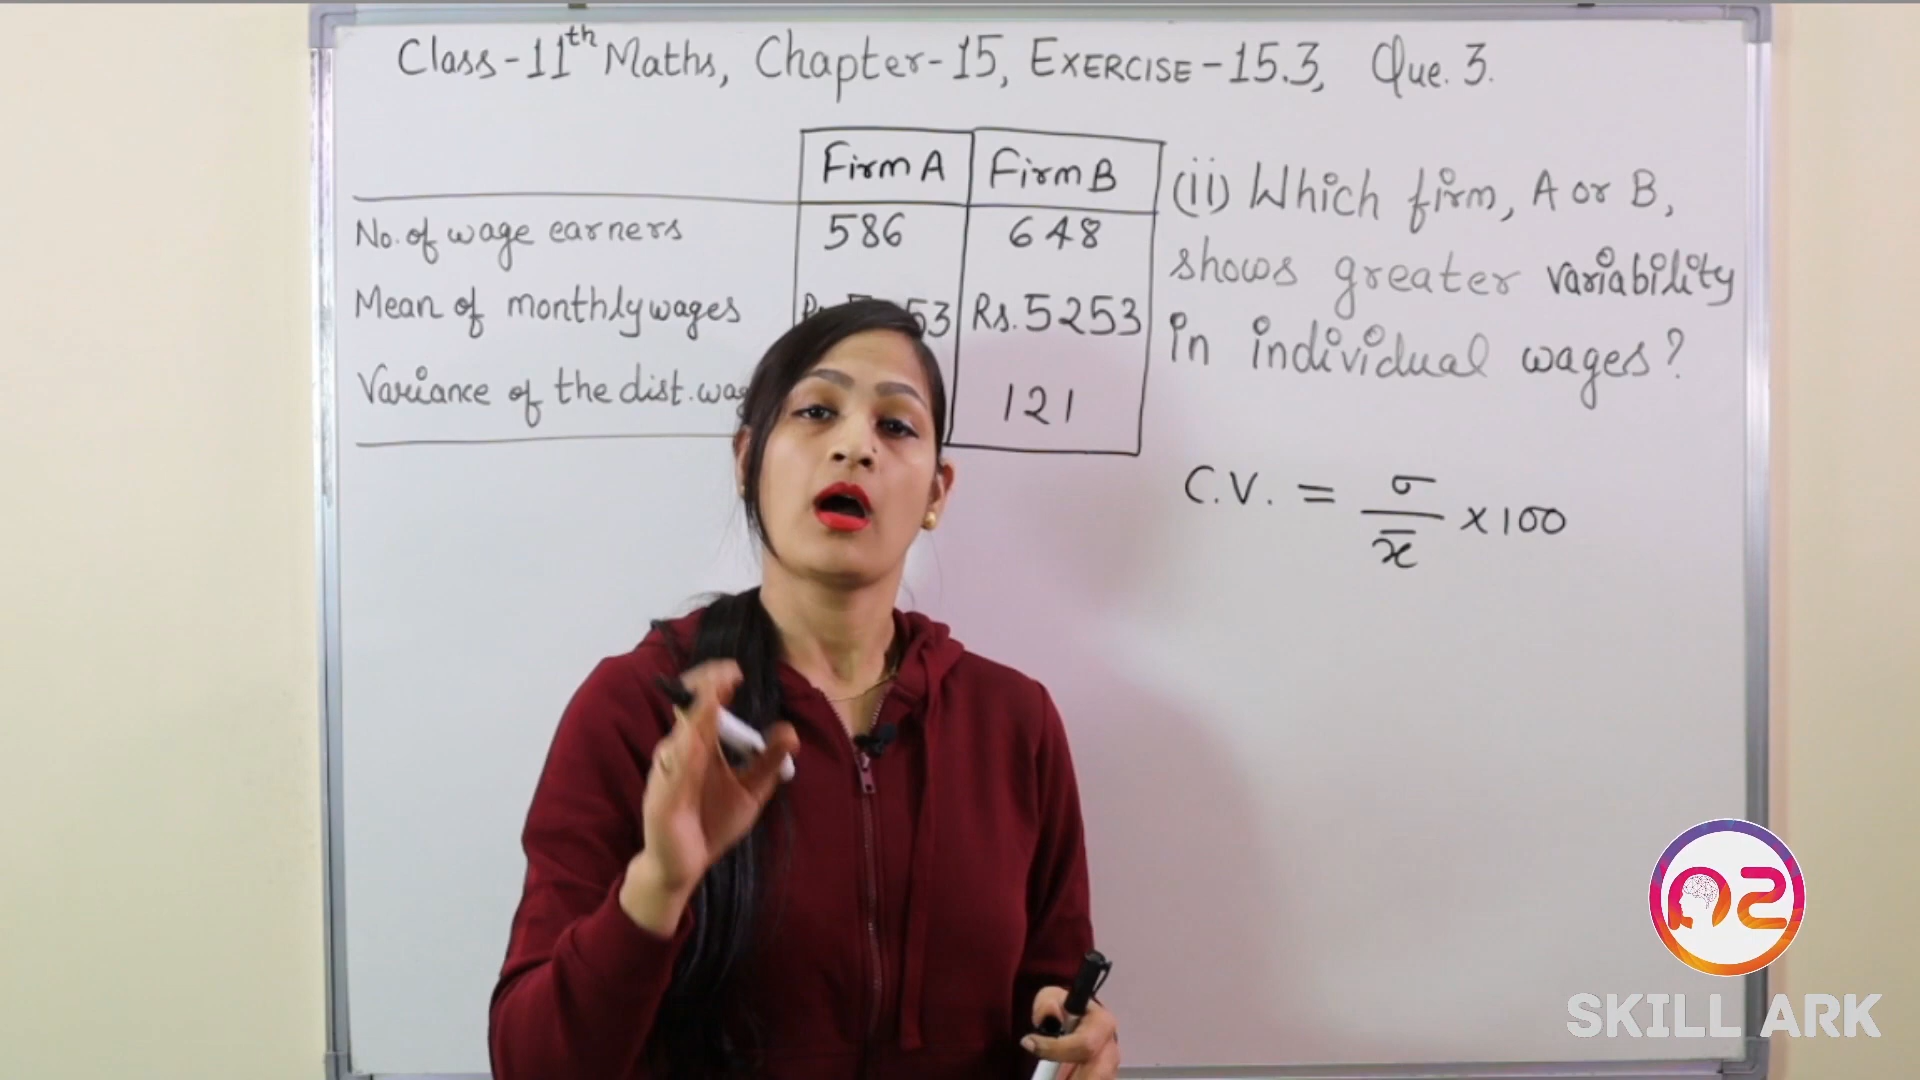 Class-11th Maths, Chapter-15, EXERCISE-15.3, Que. 3.
Firm A Firm B
No. of wage earners 586 648
Mean of monthly wages 53 Rs. 5253
Variance of the dist. 121
(ii) Which firm, A or B,
shows greater variability
in individual wages?
C.V. = σ/x̄ ×100
SKILL ARK